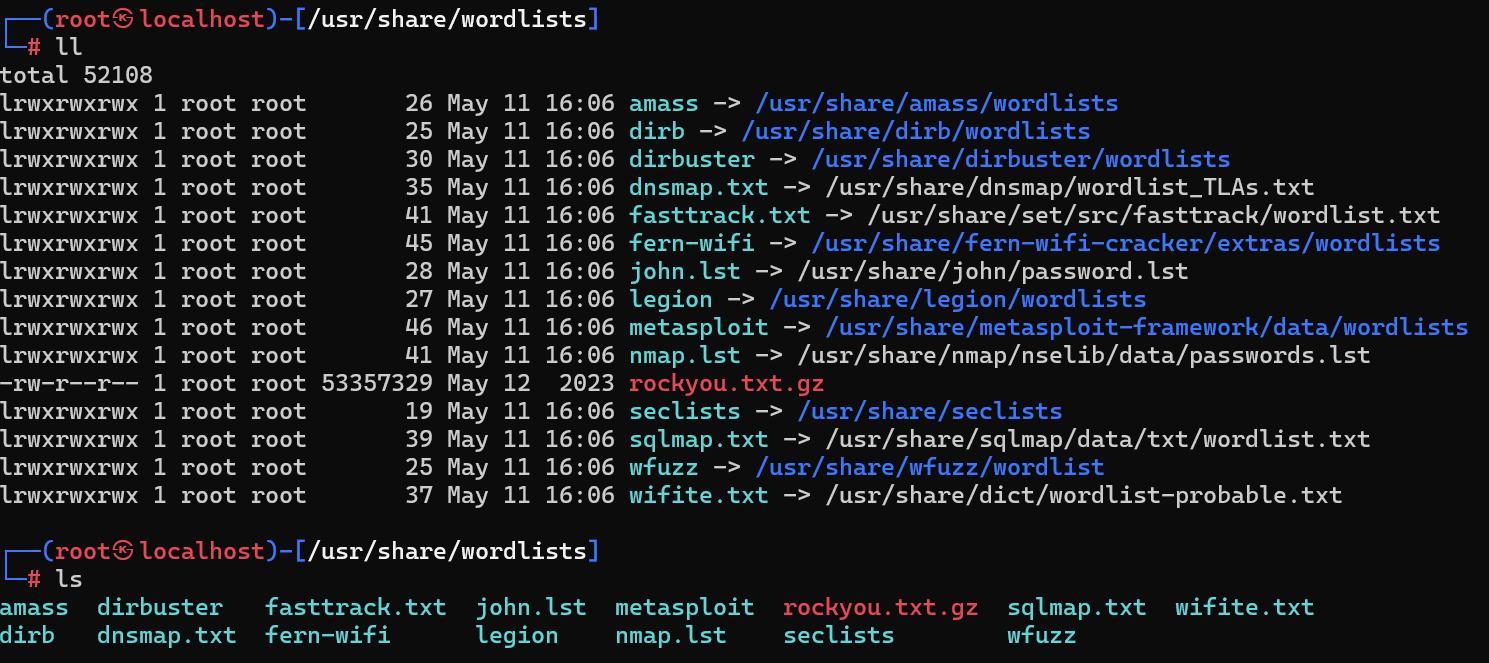 ┌──(root㉿localhost)-[/usr/share/wordlists]
└─# ll
total 52108
lrwxrwxrwx 1 root root       26 May 11 16:06 amass -> /usr/share/amass/wordlists
lrwxrwxrwx 1 root root       25 May 11 16:06 dirb -> /usr/share/dirb/wordlists
lrwxrwxrwx 1 root root       30 May 11 16:06 dirbuster -> /usr/share/dirbuster/wordlists
lrwxrwxrwx 1 root root       35 May 11 16:06 dnsmap.txt -> /usr/share/dnsmap/wordlist_TLAs.txt
lrwxrwxrwx 1 root root       41 May 11 16:06 fasttrack.txt -> /usr/share/set/src/fasttrack/wordlist.txt
lrwxrwxrwx 1 root root       45 May 11 16:06 fern-wifi -> /usr/share/fern-wifi-cracker/extras/wordlists
lrwxrwxrwx 1 root root       28 May 11 16:06 john.lst -> /usr/share/john/password.lst
lrwxrwxrwx 1 root root       27 May 11 16:06 legion -> /usr/share/legion/wordlists
lrwxrwxrwx 1 root root       46 May 11 16:06 metasploit -> /usr/share/metasploit-framework/data/wordlists
lrwxrwxrwx 1 root root       41 May 11 16:06 nmap.lst -> /usr/share/nmap/nselib/data/passwords.lst
-rw-r--r-- 1 root root 53357329 May 12  2023 rockyou.txt.gz
lrwxrwxrwx 1 root root       19 May 11 16:06 seclists -> /usr/share/seclists
lrwxrwxrwx 1 root root       39 May 11 16:06 sqlmap.txt -> /usr/share/sqlmap/data/txt/wordlist.txt
lrwxrwxrwx 1 root root       25 May 11 16:06 wfuzz -> /usr/share/wfuzz/wordlist
lrwxrwxrwx 1 root root       37 May 11 16:06 wifite.txt -> /usr/share/dict/wordlist-probable.txt
┌──(root㉿localhost)-[/usr/share/wordlists]
└─# ls
amass  dirbuster   fasttrack.txt  john.lst  metasploit  rockyou.txt.gz  sqlmap.txt  wifite.txt
dirb   dnsmap.txt  fern-wifi      legion    nmap.lst    seclists        wfuzz